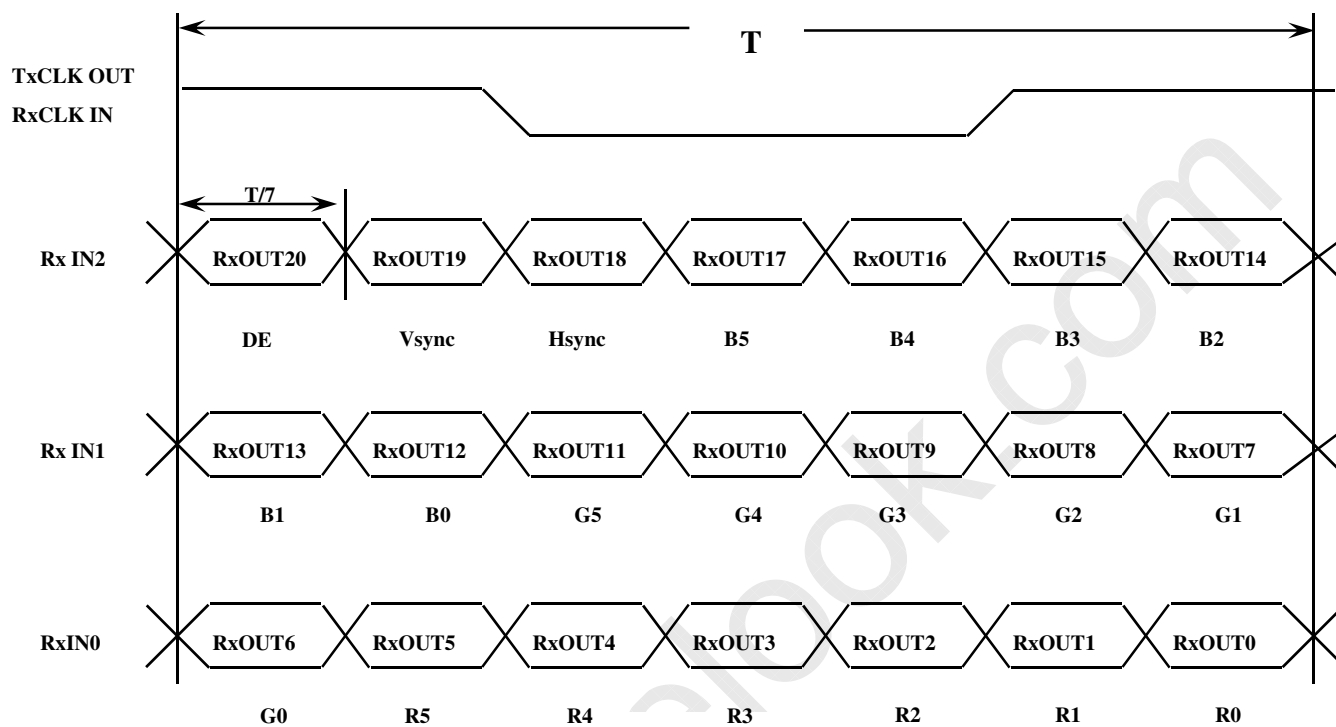 T
TxCLK OUT
RxCLK IN
T/7
Rx IN2 RxOUT20 RxOUT19 RxOUT18 RxOUT17 RxOUT16 RxOUT15 RxOUT14
DE Vsync Hsync B5 B4 B3 B2
Rx IN1 RxOUT13 RxOUT12 RxOUT11 RxOUT10 RxOUT9 RxOUT8 RxOUT7
B1 B0 G5 G4 G3 G2 G1
RxIN0 RxOUT6 RxOUT5 RxOUT4 RxOUT3 RxOUT2 RxOUT1 RxOUT0
G0 R5 R4 R3 R2 R1 R0